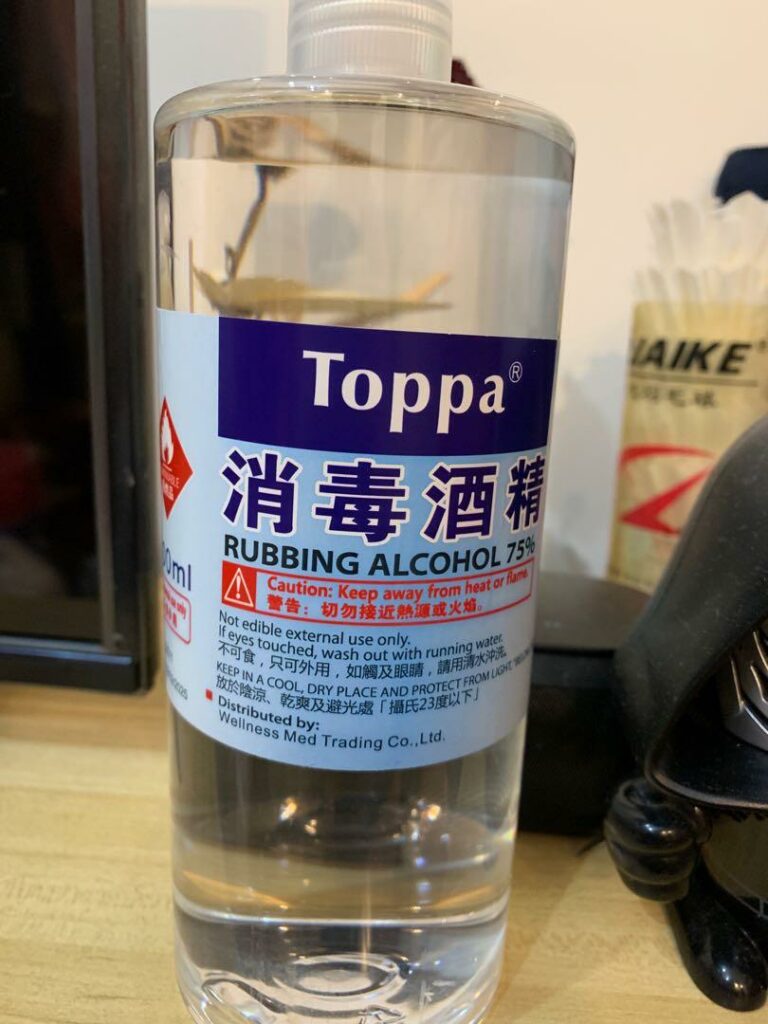 Toppa®
消毒酒精
RUBBING ALCOHOL 75%
Caution: Keep away from heat or flame.
警告：切勿接近熱源或火焰。
Not edible external use only.
If eyes touched, wash out with running water.
不可食，只可外用，如觸及眼睛，請用清水沖洗。
KEEP IN A COOL, DRY PLACE AND PROTECT FROM LIGHT,
放於陰涼、乾爽及避光處「攝氏23度以下」
Distributed by:
Wellness Med Trading Co.,Ltd.
0ml
use only
AIKE